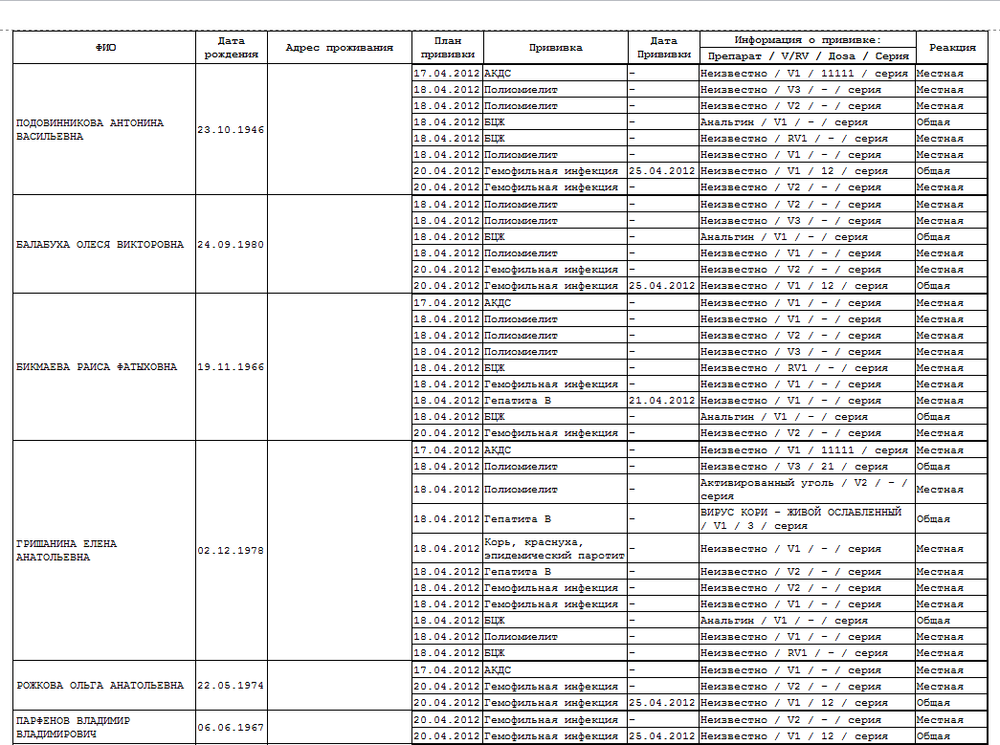 ФИО
Дата рождения
Адрес проживания
План прививки
Прививка
Дата Прививки
Информация о прививке:
Препарат / V/RV / Доза / Серия
Реакция
ПОДОВИННИКОВА АНТОНИНА
ВАСИЛЬЕВНА
23.10.1946
17.04.2012 АКДС - Неизвестно / V1 / 11111 / серия Местная
18.04.2012 Полиомиелит - Неизвестно / V3 / - / серия Местная
18.04.2012 Полиомиелит - Неизвестно / V2 / - / серия Местная
18.04.2012 БЦЖ - Анальгин / V1 / - / серия Общая
18.04.2012 БЦЖ - Неизвестно / RV1 / - / серия Местная
18.04.2012 Полиомиелит - Неизвестно / V1 / - / серия Местная
20.04.2012 Гемофильная инфекция 25.04.2012 Неизвестно / V1 / 12 / серия Общая
20.04.2012 Гемофильная инфекция - Неизвестно / V2 / - / серия Местная
БАЛАБУХА ОЛЕСЯ ВИКТОРОВНА
24.09.1980
18.04.2012 Полиомиелит - Неизвестно / V2 / - / серия Местная
18.04.2012 Полиомиелит - Неизвестно / V3 / - / серия Местная
18.04.2012 БЦЖ - Анальгин / V1 / - / серия Общая
18.04.2012 Полиомиелит - Неизвестно / V1 / - / серия Местная
20.04.2012 Гемофильная инфекция - Неизвестно / V2 / - / серия Местная
20.04.2012 Гемофильная инфекция 25.04.2012 Неизвестно / V1 / 12 / серия Общая
БИКМАЕВА РАИСА ФАТЫХОВНА
19.11.1966
17.04.2012 АКДС - Неизвестно / V1 / - / серия Местная
18.04.2012 Полиомиелит - Неизвестно / V1 / - / серия Местная
18.04.2012 Полиомиелит - Неизвестно / V2 / - / серия Местная
18.04.2012 Полиомиелит - Неизвестно / V3 / - / серия Местная
18.04.2012 БЦЖ - Неизвестно / RV1 / - / серия Местная
18.04.2012 Гемофильная инфекция - Неизвестно / V1 / - / серия Местная
18.04.2012 Гепатита В 21.04.2012 Неизвестно / V1 / - / серия Местная
18.04.2012 БЦЖ - Анальгин / V1 / - / серия Общая
20.04.2012 Гемофильная инфекция - Неизвестно / V2 / - / серия Местная
ГРИШАНИНА ЕЛЕНА
АНАТОЛЬЕВНА
02.12.1978
17.04.2012 АКДС - Неизвестно / V1 / 11111 / серия Местная
18.04.2012 Полиомиелит - Неизвестно / V3 / 21 / серия Общая
18.04.2012 Полиомиелит - Активированный уголь / V2 / - /
серия Местная
18.04.2012 Гепатита В - ВИРУС КОРИ - ЖИВОЙ ОСЛАБЛЕННЫЙ
/ V1 / 3 / серия Общая
18.04.2012 Корь, краснуха,
эпидемический паротит - Неизвестно / V1 / - / серия Местная
18.04.2012 Гепатита В - Неизвестно / V2 / - / серия Местная
18.04.2012 Гемофильная инфекция - Неизвестно / V2 / - / серия Местная
18.04.2012 Гемофильная инфекция - Неизвестно / V1 / - / серия Местная
18.04.2012 БЦЖ - Анальгин / V1 / - / серия Общая
18.04.2012 Полиомиелит - Неизвестно / V1 / - / серия Местная
18.04.2012 БЦЖ - Неизвестно / RV1 / - / серия Местная
РОЖКОВА ОЛЬГА АНАТОЛЬЕВНА
22.05.1974
17.04.2012 АКДС - Неизвестно / V1 / - / серия Местная
20.04.2012 Гемофильная инфекция - Неизвестно / V2 / - / серия Местная
20.04.2012 Гемофильная инфекция 25.04.2012 Неизвестно / V1 / 12 / серия Общая
ПАРФЕНОВ ВЛАДИМИР
ВЛАДИМИРОВИЧ
06.06.1967
20.04.2012 Гемофильная инфекция - Неизвестно / V2 / - / серия Местная
20.04.2012 Гемофильная инфекция 25.04.2012 Неизвестно / V1 / 12 / серия Общая